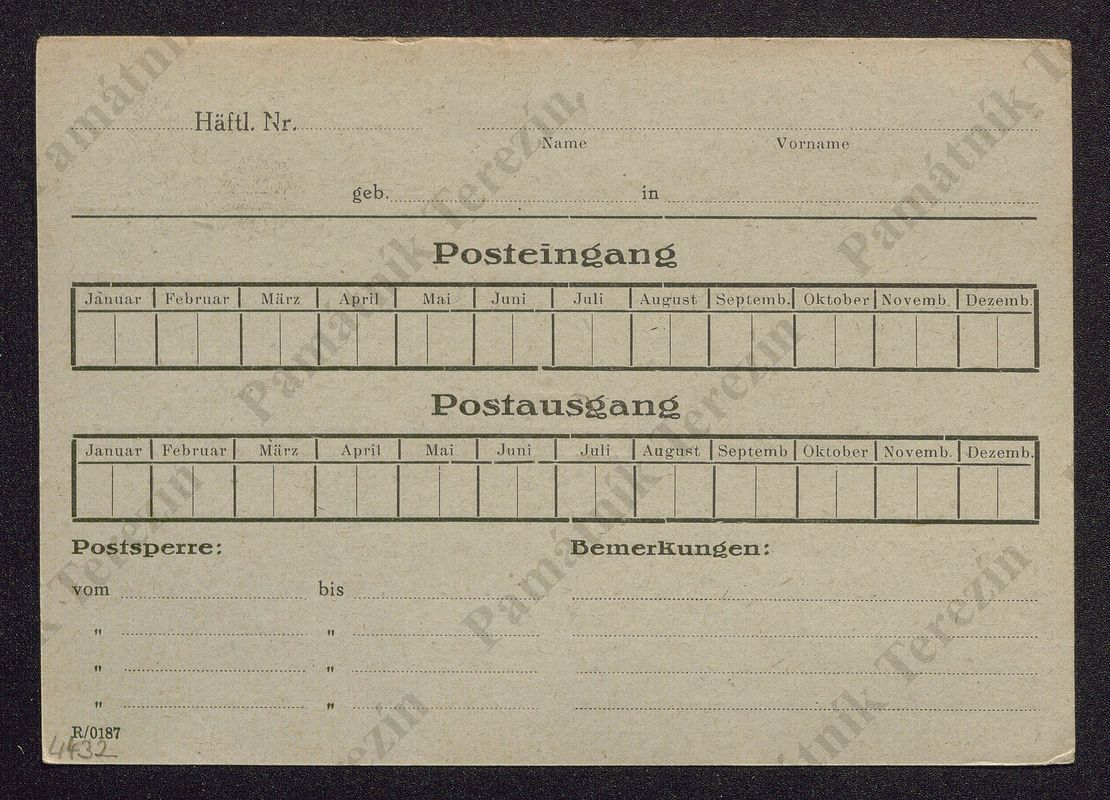 Häftl. Nr.
Name Vorname
geb. in
Posteingang
Januar Februar März April Mai Juni Juli August Septemb. Oktober Novemb. Dezemb.
Postausgang
Januar Februar März April Mai Juni Juli August Septemb Oktober Novemb. Dezemb.
Postsperre: Bemerkungen:
vom bis
" "
" "
" "
R/0187
4432
Památník Terezín